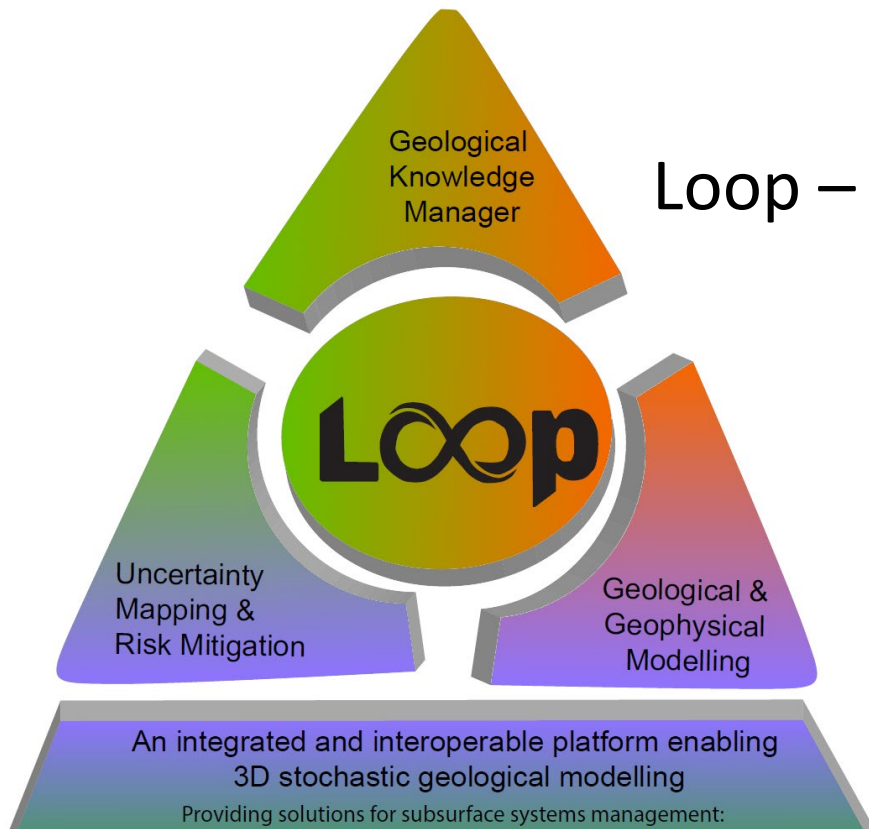 Geological
Knowledge
Manager
Loop –
Loop
Uncertainty
Mapping &
Risk Mitigation
Geological &
Geophysical
Modelling
An integrated and interoperable platform enabling
3D stochastic geological modelling
Providing solutions for subsurface systems management: